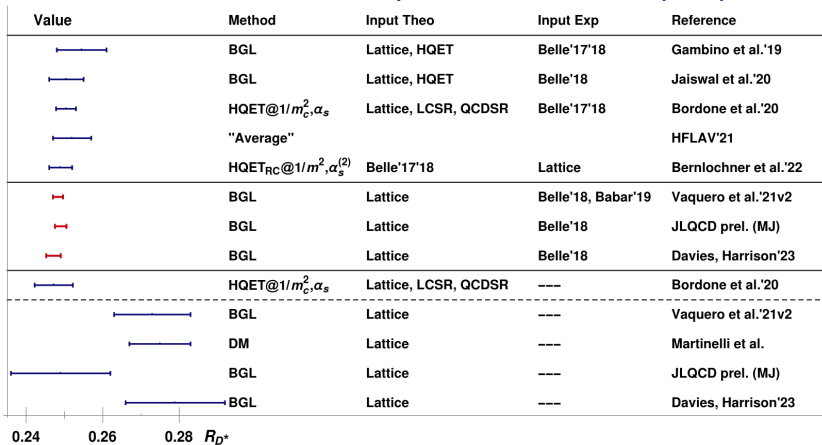 Value Method Input Theo Input Exp Reference
BGL Lattice, HQET Belle'17'18 Gambino et al.'19
BGL Lattice, HQET Belle'18 Jaiswal et al.'20
HQET@1/m_c^2,α_s Lattice, LCSR, QCDSR Belle'17'18 Bordone et al.'20
"Average" HFLAV'21
HQET_RC@1/m^2,α_s^(2) Belle'17'18 Lattice Bernlochner et al.'22
BGL Lattice Belle'18, Babar'19 Vaquero et al.'21v2
BGL Lattice Belle'18 JLQCD prel. (MJ)
BGL Lattice Belle'18 Davies, Harrison'23
HQET@1/m_c^2,α_s Lattice, LCSR, QCDSR --- Bordone et al.'20
BGL Lattice --- Vaquero et al.'21v2
DM Lattice --- Martinelli et al.
BGL Lattice --- JLQCD prel. (MJ)
BGL Lattice --- Davies, Harrison'23
0.24 0.26 0.28 R_D*